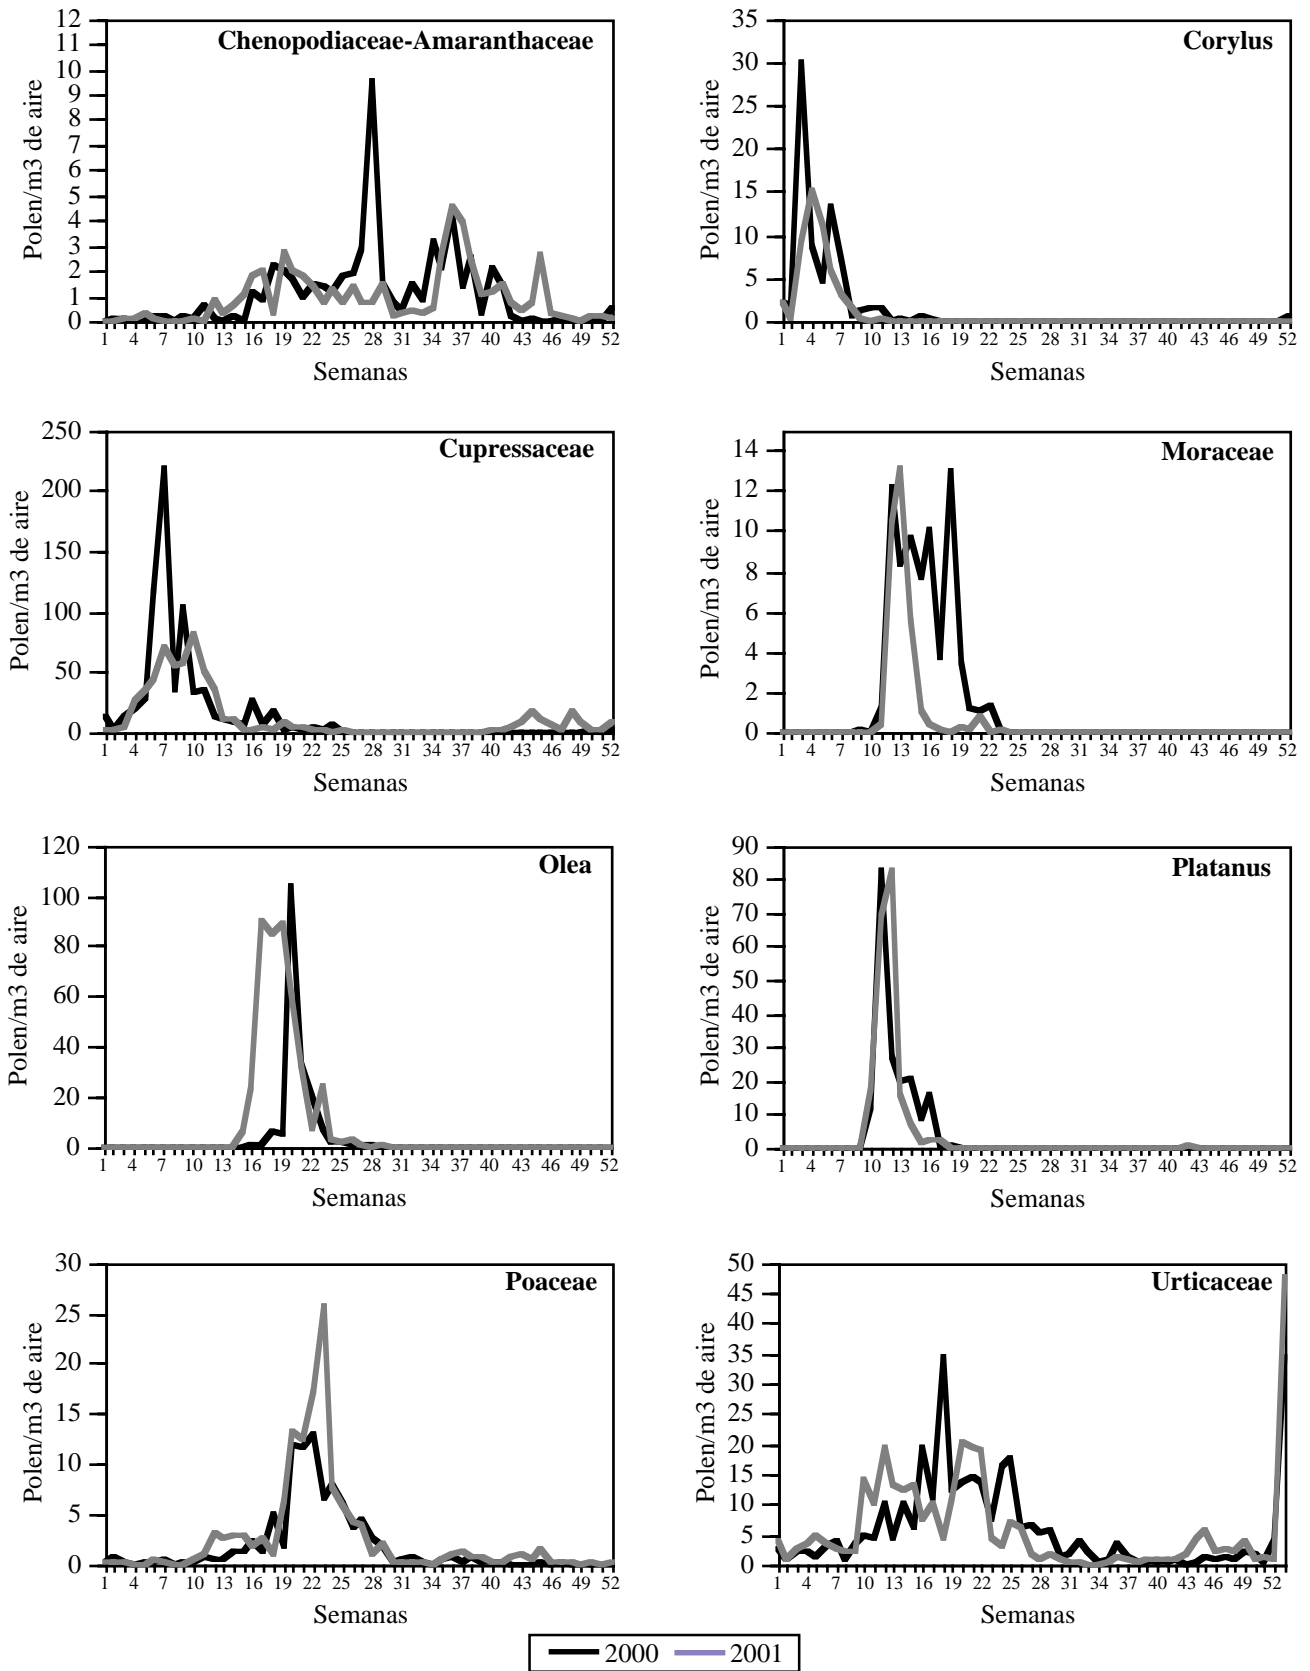 Chenopodiaceae-Amaranthaceae
Polen/m3 de aire
12
11
10
9
8
7
6
5
4
3
2
1
0
1 4 7 10 13 16 19 22 25 28 31 34 37 40 43 46 49 52
Semanas
Corylus
Polen/m3 de aire
35
30
25
20
15
10
5
0
1 4 7 10 13 16 19 22 25 28 31 34 37 40 43 46 49 52
Semanas
Cupressaceae
Polen/m3 de aire
250
200
150
100
50
0
1 4 7 10 13 16 19 22 25 28 31 34 37 40 43 46 49 52
Semanas
Moraceae
Polen/m3 de aire
14
12
10
8
6
4
2
0
1 4 7 10 13 16 19 22 25 28 31 34 37 40 43 46 49 52
Semanas
Olea
Polen/m3 de aire
120
100
80
60
40
20
0
1 4 7 10 13 16 19 22 25 28 31 34 37 40 43 46 49 52
Semanas
Platanus
Polen/m3 de aire
90
80
70
60
50
40
30
20
10
0
1 4 7 10 13 16 19 22 25 28 31 34 37 40 43 46 49 52
Semanas
Poaceae
Polen/m3 de aire
30
25
20
15
10
5
0
1 4 7 10 13 16 19 22 25 28 31 34 37 40 43 46 49 52
Semanas
Urticaceae
Polen/m3 de aire
50
45
40
35
30
25
20
15
10
5
0
1 4 7 10 13 16 19 22 25 28 31 34 37 40 43 46 49 52
Semanas
2000 2001